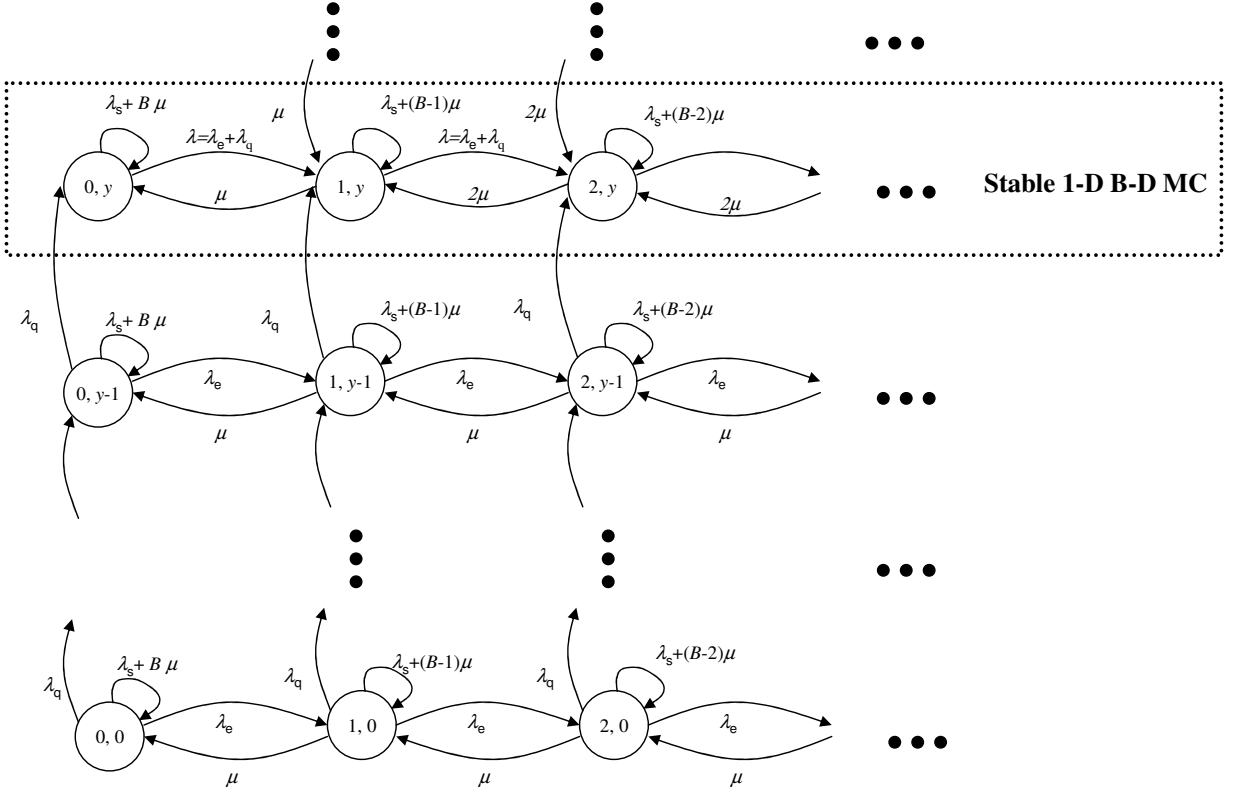 μ
2μ
λs+ B μ
λs+(B-1)μ
λs+(B-2)μ
λ=λe+λq
λ=λe+λq
0, y
1, y
2, y
μ
2μ
2μ
Stable 1-D B-D MC
λq
λq
λq
λs+ B μ
λs+(B-1)μ
λs+(B-2)μ
0, y-1
1, y-1
2, y-1
λe
λe
λe
μ
μ
μ
λq
λq
λq
λs+ B μ
λs+(B-1)μ
λs+(B-2)μ
0, 0
1, 0
2, 0
λe
λe
λe
μ
μ
μ